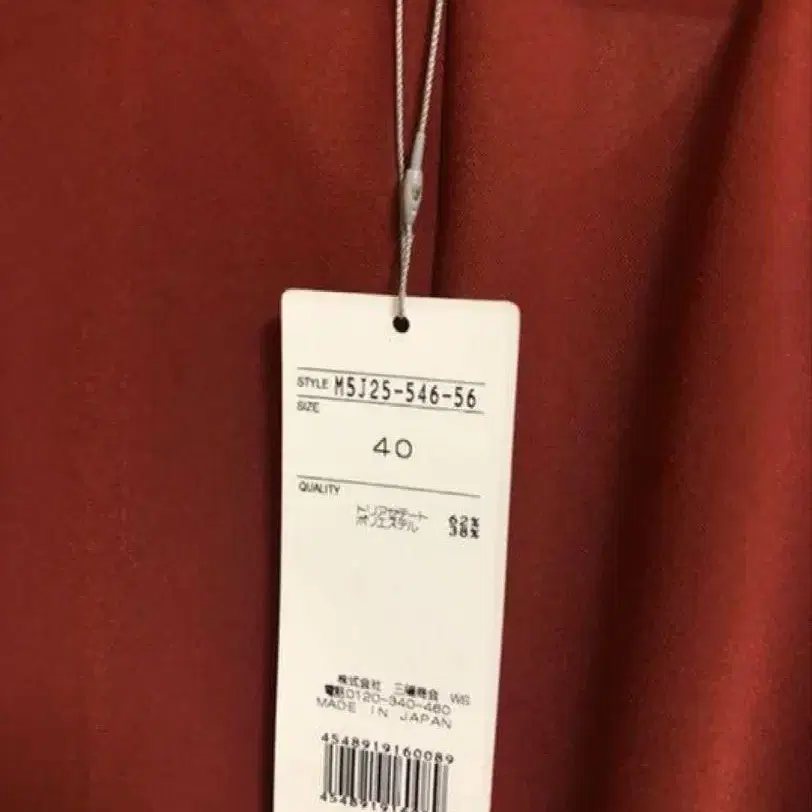 STYLE M5J25-546-56
SIZE
40
QUALITY
トリアセテート 62%
ポリエステル 38%
株式会社 三陽商会 WS
電話0120-340-460
MADE IN JAPAN
4548919160089